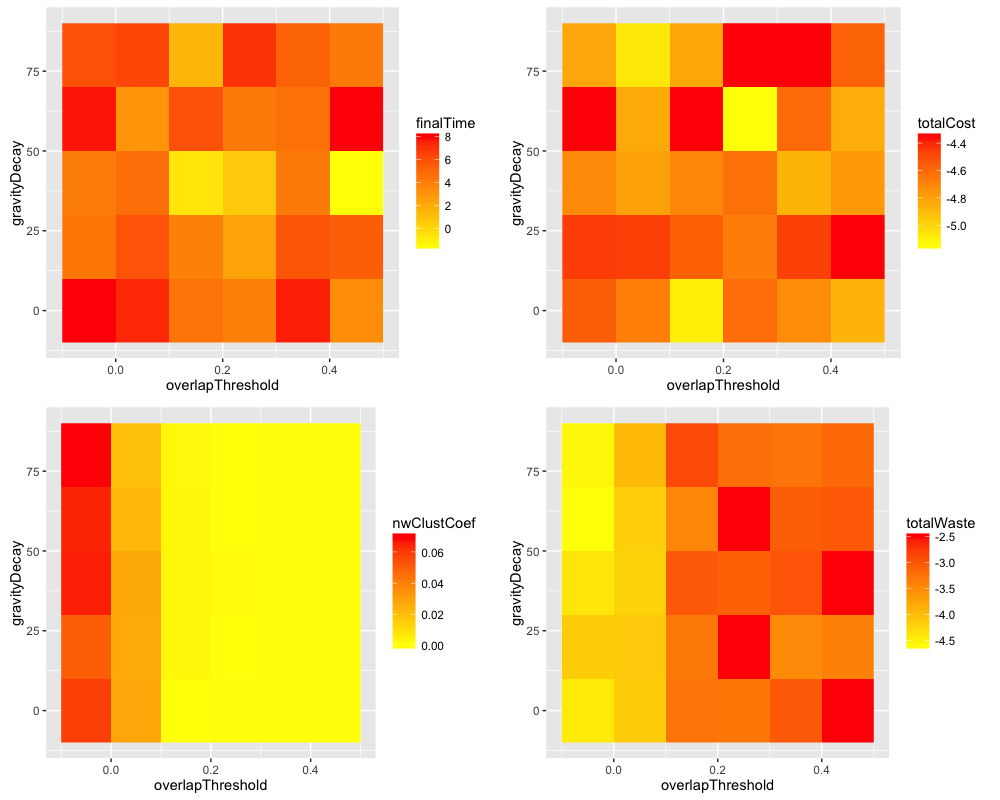 finalTime
gravityDecay
75
50
25
0
0.0 0.2 0.4
overlapThreshold
8
6
4
2
0
totalCost
gravityDecay
75
50
25
0
0.0 0.2 0.4
overlapThreshold
-4.4
-4.6
-4.8
-5.0
nwClustCoef
gravityDecay
75
50
25
0
0.0 0.2 0.4
overlapThreshold
0.06
0.04
0.02
0.00
totalWaste
gravityDecay
75
50
25
0
0.0 0.2 0.4
overlapThreshold
-2.5
-3.0
-3.5
-4.0
-4.5